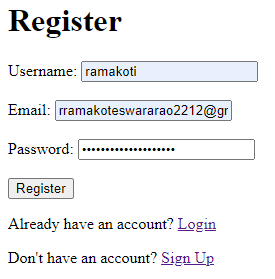 Register
Username: ramakoti
Email: rramakoteswararao2212@gr
Password: ••••••••••••••••••••
Register
Already have an account? Login
Don't have an account? Sign Up